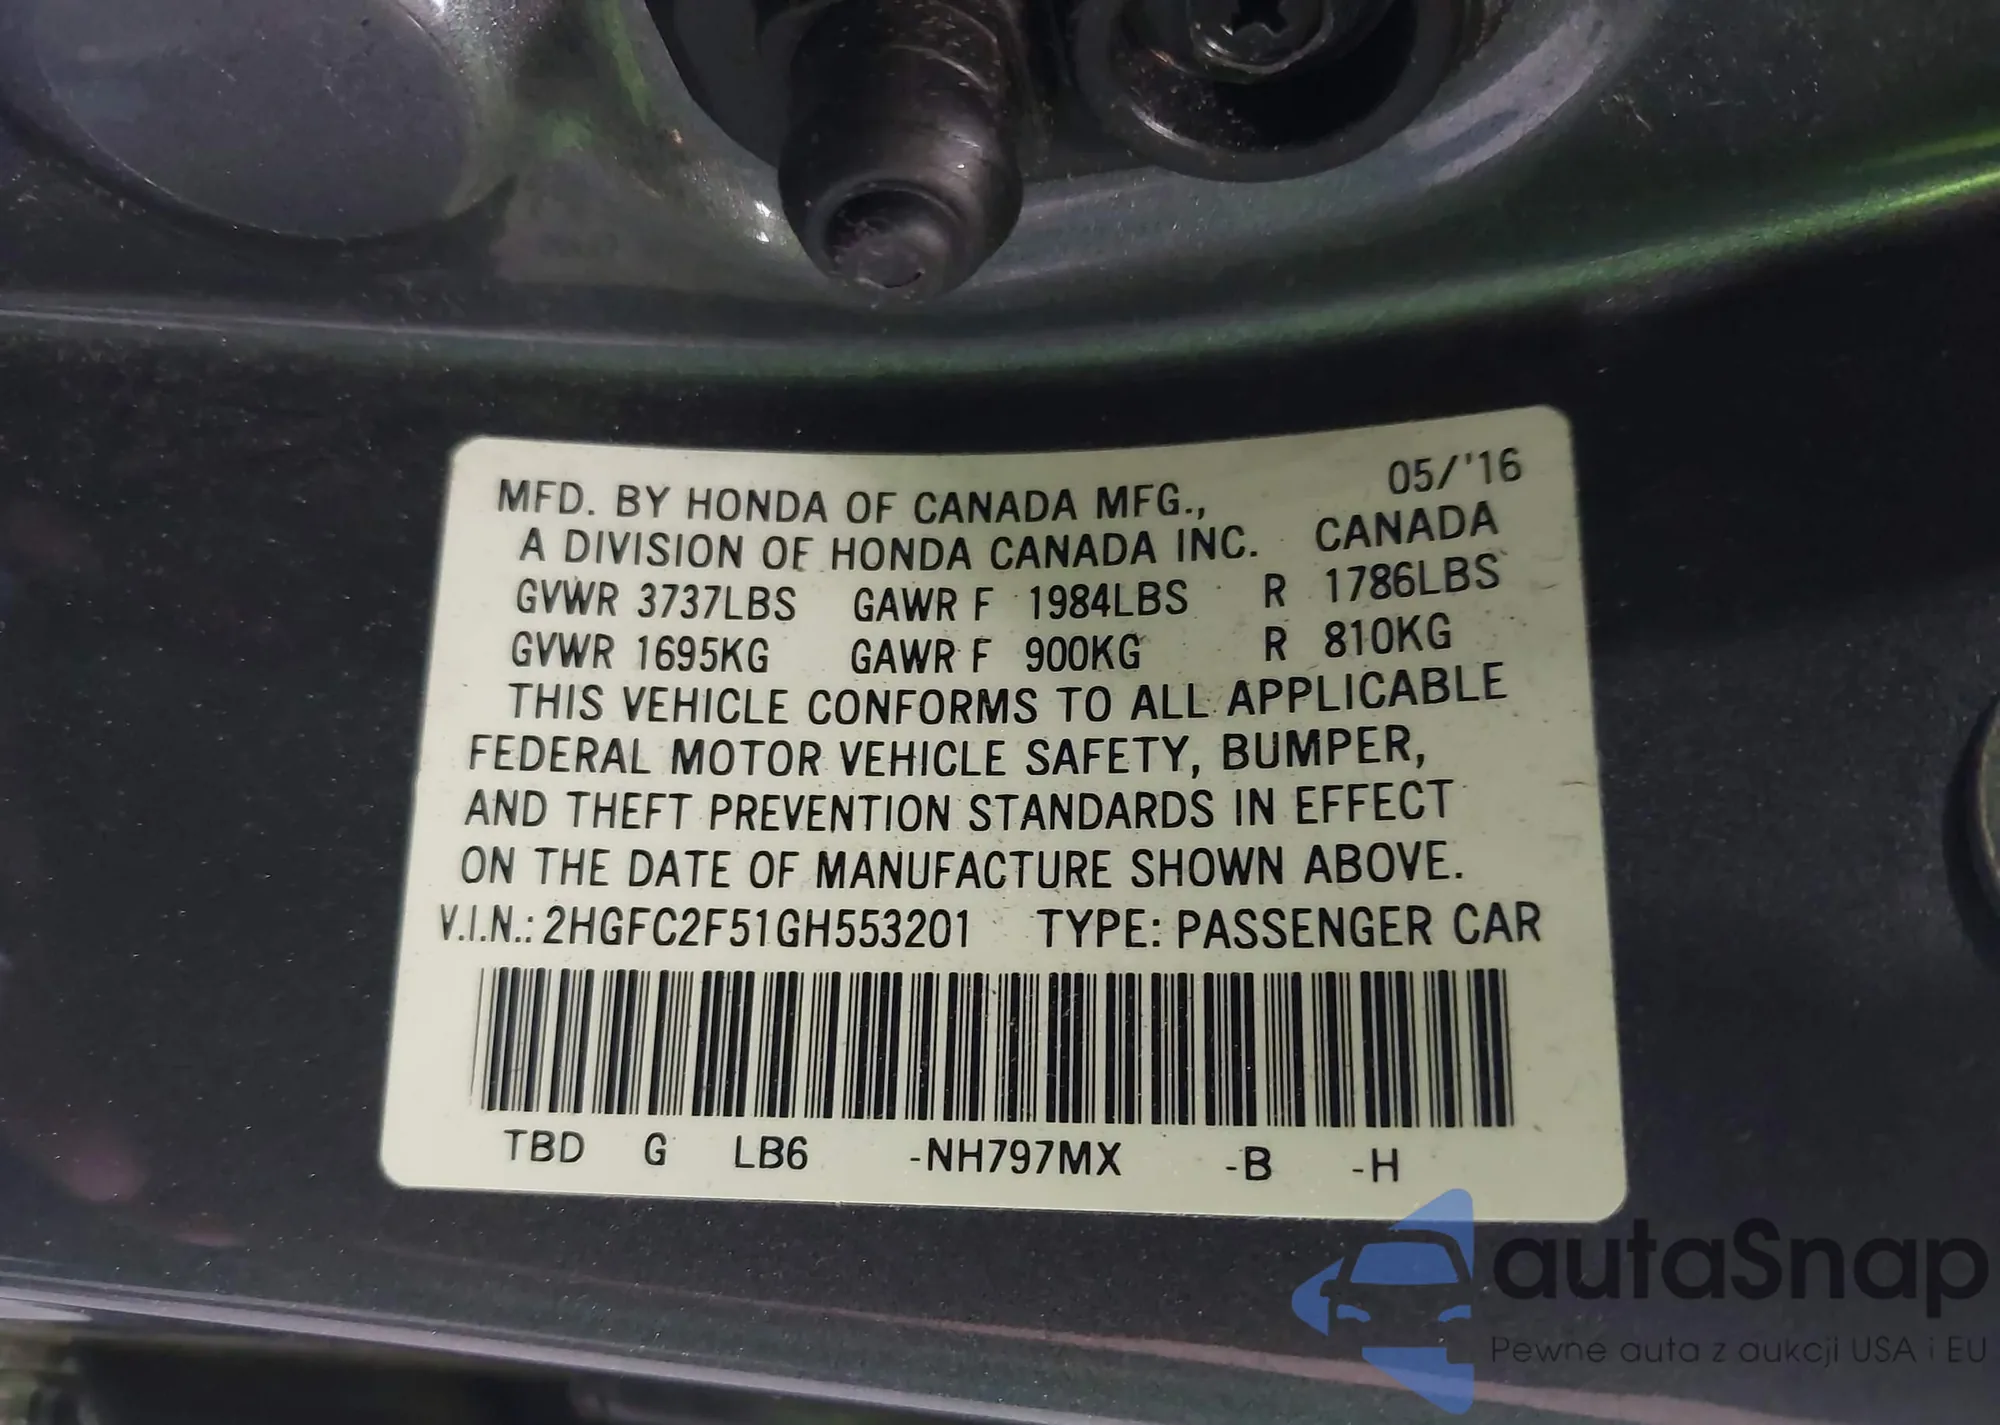 05/'16
MFD. BY HONDA OF CANADA MFG.,
A DIVISION OF HONDA CANADA INC. CANADA
GVWR 3737LBS GAWR F 1984LBS R 1786LBS
GVWR 1695KG GAWR F 900KG R 810KG
THIS VEHICLE CONFORMS TO ALL APPLICABLE
FEDERAL MOTOR VEHICLE SAFETY, BUMPER,
AND THEFT PREVENTION STANDARDS IN EFFECT
ON THE DATE OF MANUFACTURE SHOWN ABOVE.
V.I.N.: 2HGFC2F51GH553201 TYPE: PASSENGER CAR
TBD G LB6 -NH797MX -B -H
autaSnap
Pewne auta z aukcji USA i EU